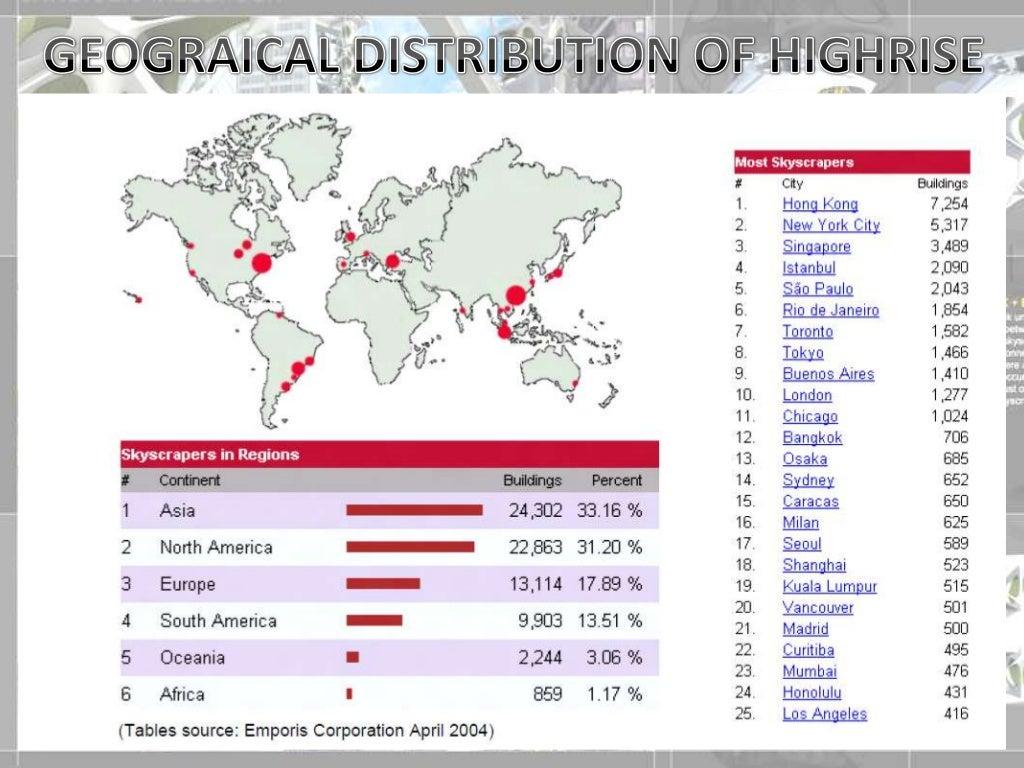 GEOGRAICAL DISTRIBUTION OF HIGHRISE
Most Skyscrapers
# City Buildings
1. Hong Kong 7,254
2. New York City 5,317
3. Singapore 3,489
4. Istanbul 2,090
5. São Paulo 2,043
6. Rio de Janeiro 1,854
7. Toronto 1,582
8. Tokyo 1,466
9. Buenos Aires 1,410
10. London 1,277
11. Chicago 1,024
12. Bangkok 706
13. Osaka 685
14. Sydney 652
15. Caracas 650
16. Milan 625
17. Seoul 589
18. Shanghai 523
19. Kuala Lumpur 515
20. Vancouver 501
21. Madrid 500
22. Curitiba 495
23. Mumbai 476
24. Honolulu 431
25. Los Angeles 416
Skyscrapers in Regions
# Continent Buildings Percent
1 Asia 24,302 33.16 %
2 North America 22,863 31.20 %
3 Europe 13,114 17.89 %
4 South America 9,903 13.51 %
5 Oceania 2,244 3.06 %
6 Africa 859 1.17 %
(Tables source: Emporis Corporation April 2004)